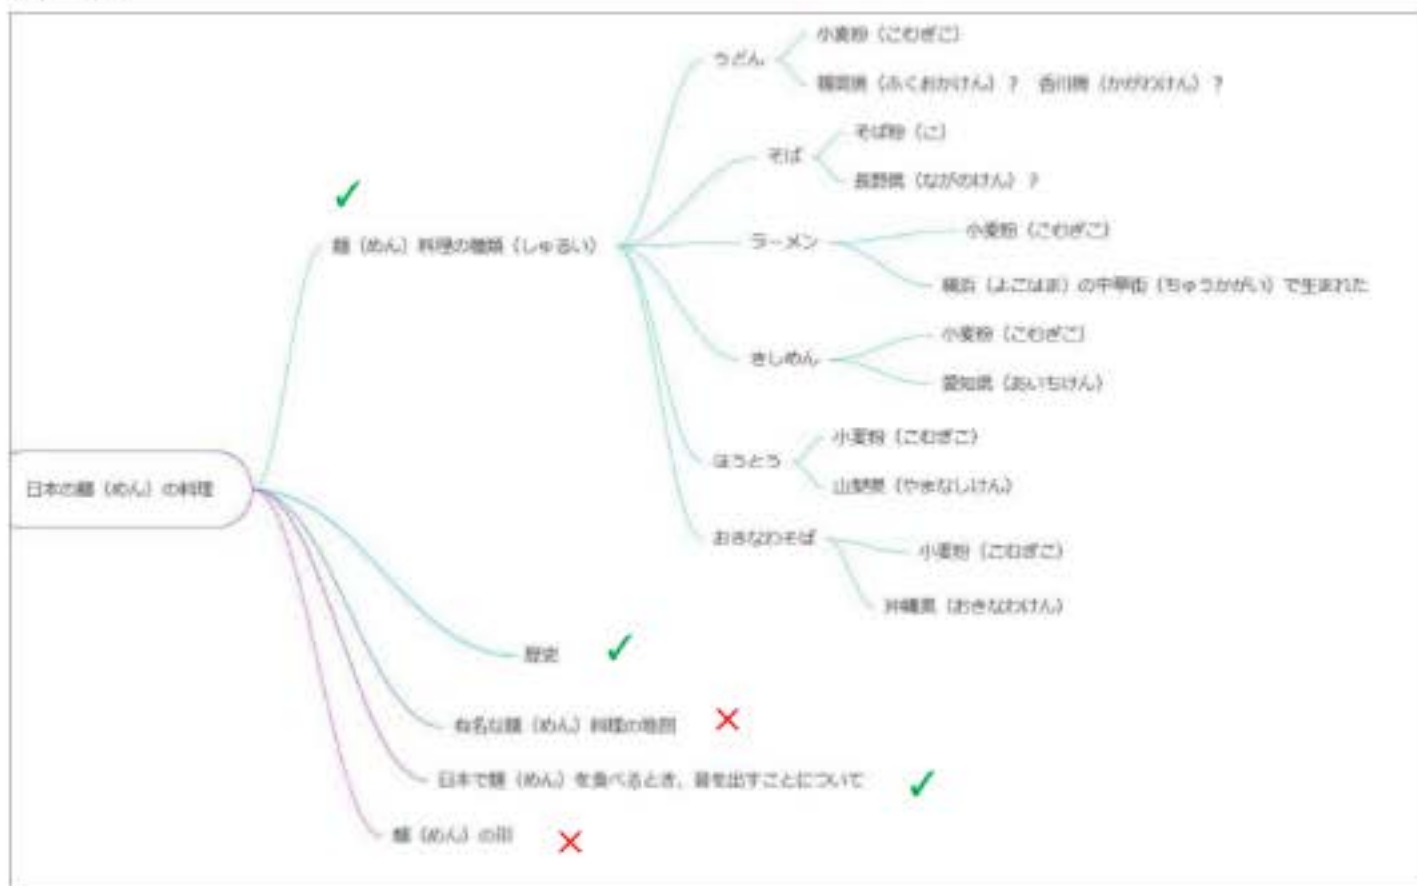 うどん
小麦粉（こむぎこ）
福岡県（ふくおかけん）？　香川県（かがわけん）？
そば
そば粉（こ）
長野県（ながのけん）？
麺（めん）料理の種類（しゅるい）
ラーメン
小麦粉（こむぎこ）
横浜（よこはま）の中華街（ちゅうかがい）で生まれた
きしめん
小麦粉（こむぎこ）
愛知県（あいちけん）
ほうとう
小麦粉（こむぎこ）
山梨県（やまなしけん）
日本の麺（めん）の料理
おきなわそば
小麦粉（こむぎこ）
沖縄県（おきなわけん）
歴史
有名な麺（めん）料理の地図
日本で麺（めん）を食べるとき、音を出すことについて
麺（めん）の